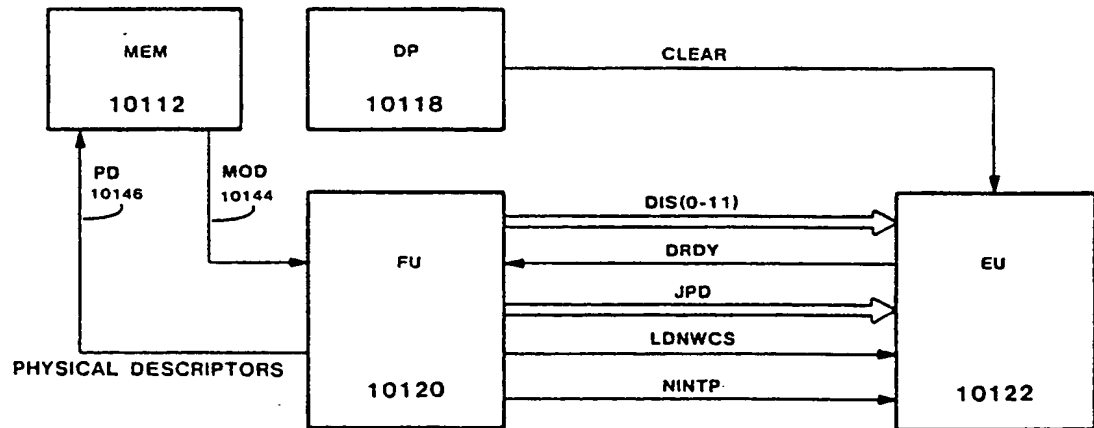 MEM
10112
DP
10118
CLEAR
PD
10146
MOD
10144
DIS(0-11)
DRDY
JPD
LDNWCS
NINTP
FU
10120
EU
10122
PHYSICAL DESCRIPTORS